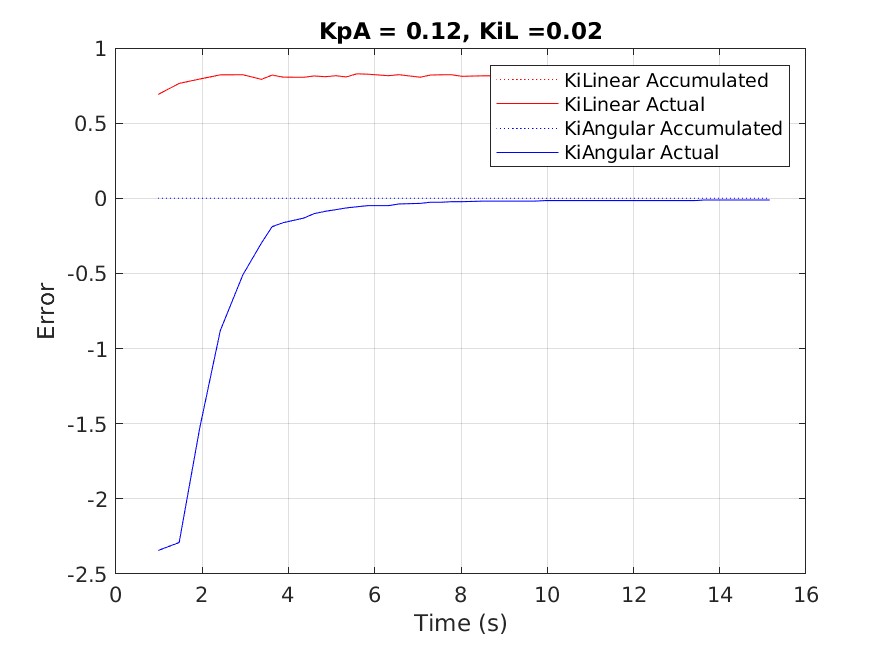 KpA = 0.12, KiL =0.02
1
0.5
0
-0.5
-1
-1.5
-2
-2.5
Error
KiLinear Accumulated
KiLinear Actual
KiAngular Accumulated
KiAngular Actual
0 2 4 6 8 10 12 14 16
Time (s)